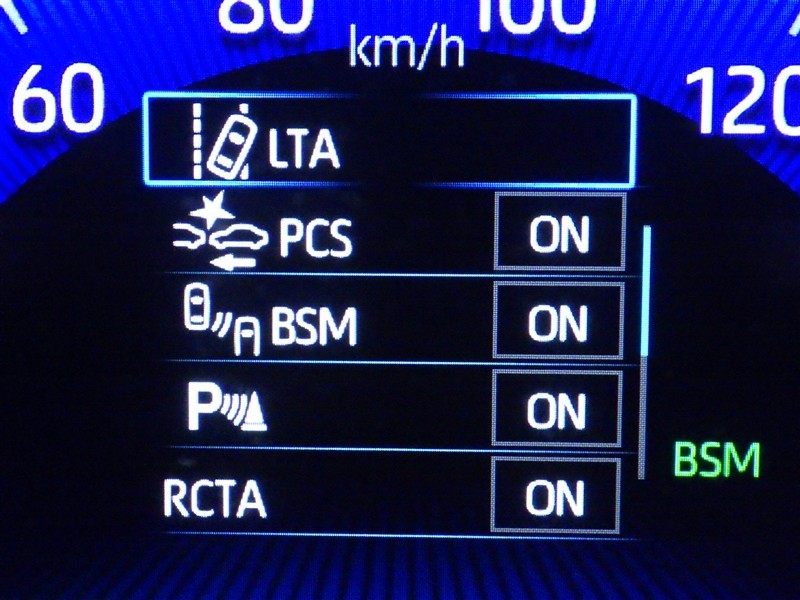 80 100
km/h
60 120
LTA
PCS ON
BSM ON
P ON
BSM
RCTA ON